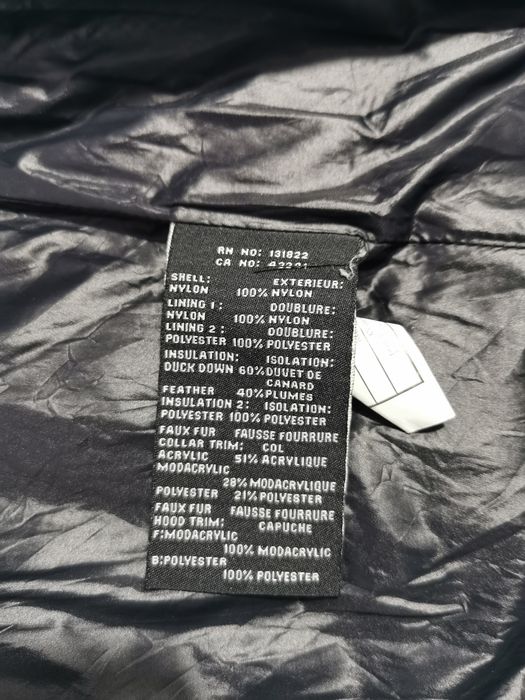 RN NO: 131822
CA NO:
SHELL: EXTERIEUR:
NYLON 100% NYLON
LINING 1: DOUBLURE:
NYLON 100% NYLON
LINING 2: DOUBLURE:
POLYESTER 100% POLYESTER
INSULATION: ISOLATION:
DUCK DOWN 60% DUVET DE
CANARD
FEATHER 40% PLUMES
INSULATION 2: ISOLATION:
POLYESTER 100% POLYESTER
FAUX FUR FAUSSE FOURRURE
COLLAR TRIM: COL
ACRYLIC 51% ACRYLIQUE
MODACRYLIC
28% MODACRYLIQUE
POLYESTER 21% POLYESTER
FAUX FUR FAUSSE FOURRURE
HOOD TRIM: CAPUCHE
F:MODACRYLIC
100% MODACRYLIC
B:POLYESTER
100% POLYESTER